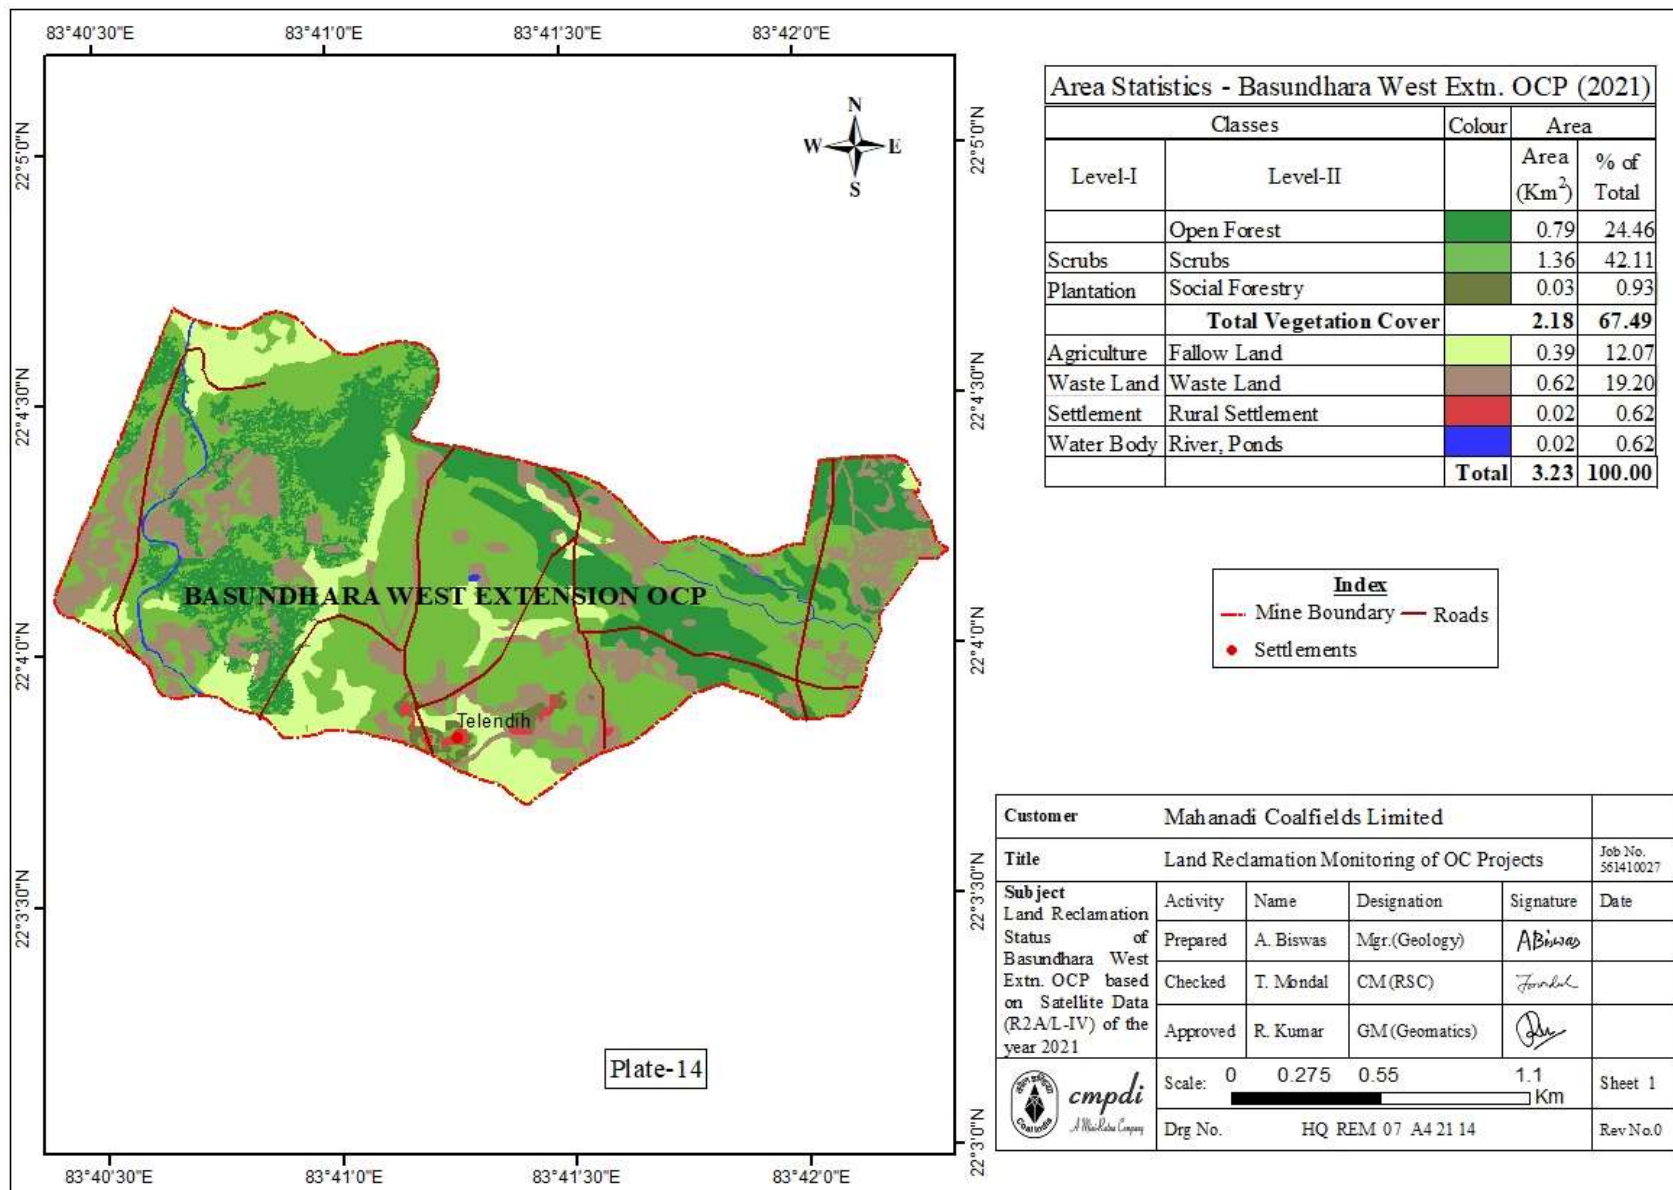 83°40'30"E 83°41'0"E 83°41'30"E 83°42'0"E
22°5'0"N
22°4'30"N
22°4'0"N
22°3'30"N
22°5'0"N
22°4'30"N
22°4'0"N
22°3'30"N
22°3'0"N
83°40'30"E 83°41'0"E 83°41'30"E 83°42'0"E
N
W E
S
BASUNDHARA WEST EXTENSION OCP
Telendih
Plate-14
Area Statistics - Basundhara West Extn. OCP (2021)
Classes Colour Area
Level-I Level-II Area (Km²) % of Total
Open Forest 0.79 24.46
Scrubs Scrubs 1.36 42.11
Plantation Social Forestry 0.03 0.93
Total Vegetation Cover 2.18 67.49
Agriculture Fallow Land 0.39 12.07
Waste Land Waste Land 0.62 19.20
Settlement Rural Settlement 0.02 0.62
Water Body River, Ponds 0.02 0.62
Total 3.23 100.00
Index
Mine Boundary Roads
Settlements
Customer Mahanadi Coalfields Limited
Title Land Reclamation Monitoring of OC Projects Job No. 561410027
Subject
Land Reclamation
Status of
Basundhara West
Extn. OCP based
on Satellite Data
(R2A/L-IV) of the
year 2021
Activity Name Designation Signature Date
Prepared A. Biswas Mgr.(Geology) ABiswas
Checked T. Mondal CM(RSC)
Approved R. Kumar GM(Geomatics)
cmpdi
A Mini Ratna Company
Coal India
Scale: 0 0.275 0.55 1.1 Km Sheet 1
Drg No. HQ REM 07 A4 21 14 Rev No.0